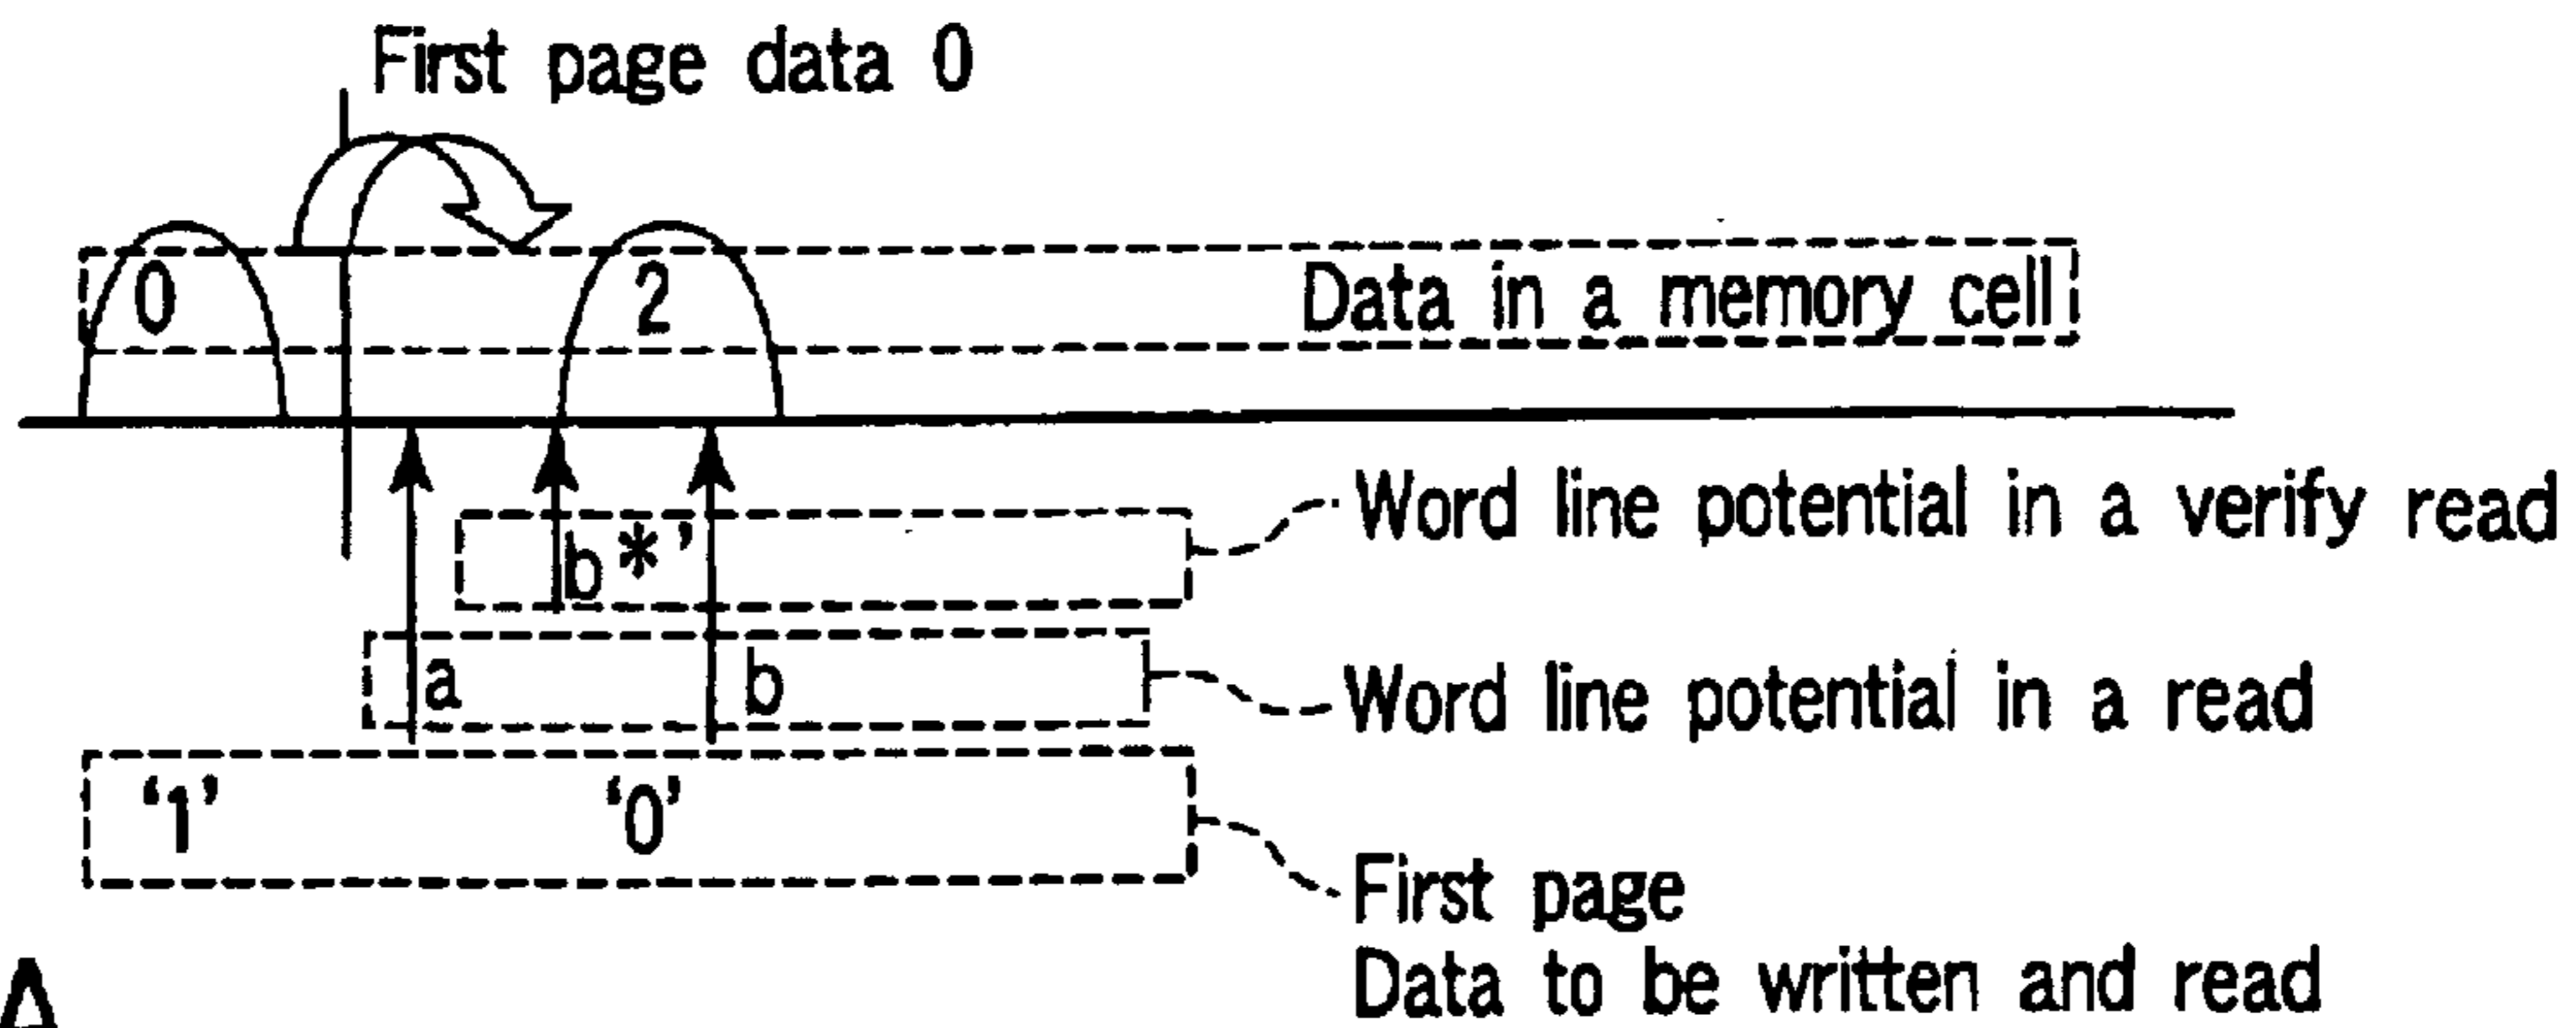 First page data 0
0 2 Data in a memory cell
Word line potential in a verify read
b*'
a b Word line potential in a read
'1' '0'
First page
Data to be written and read